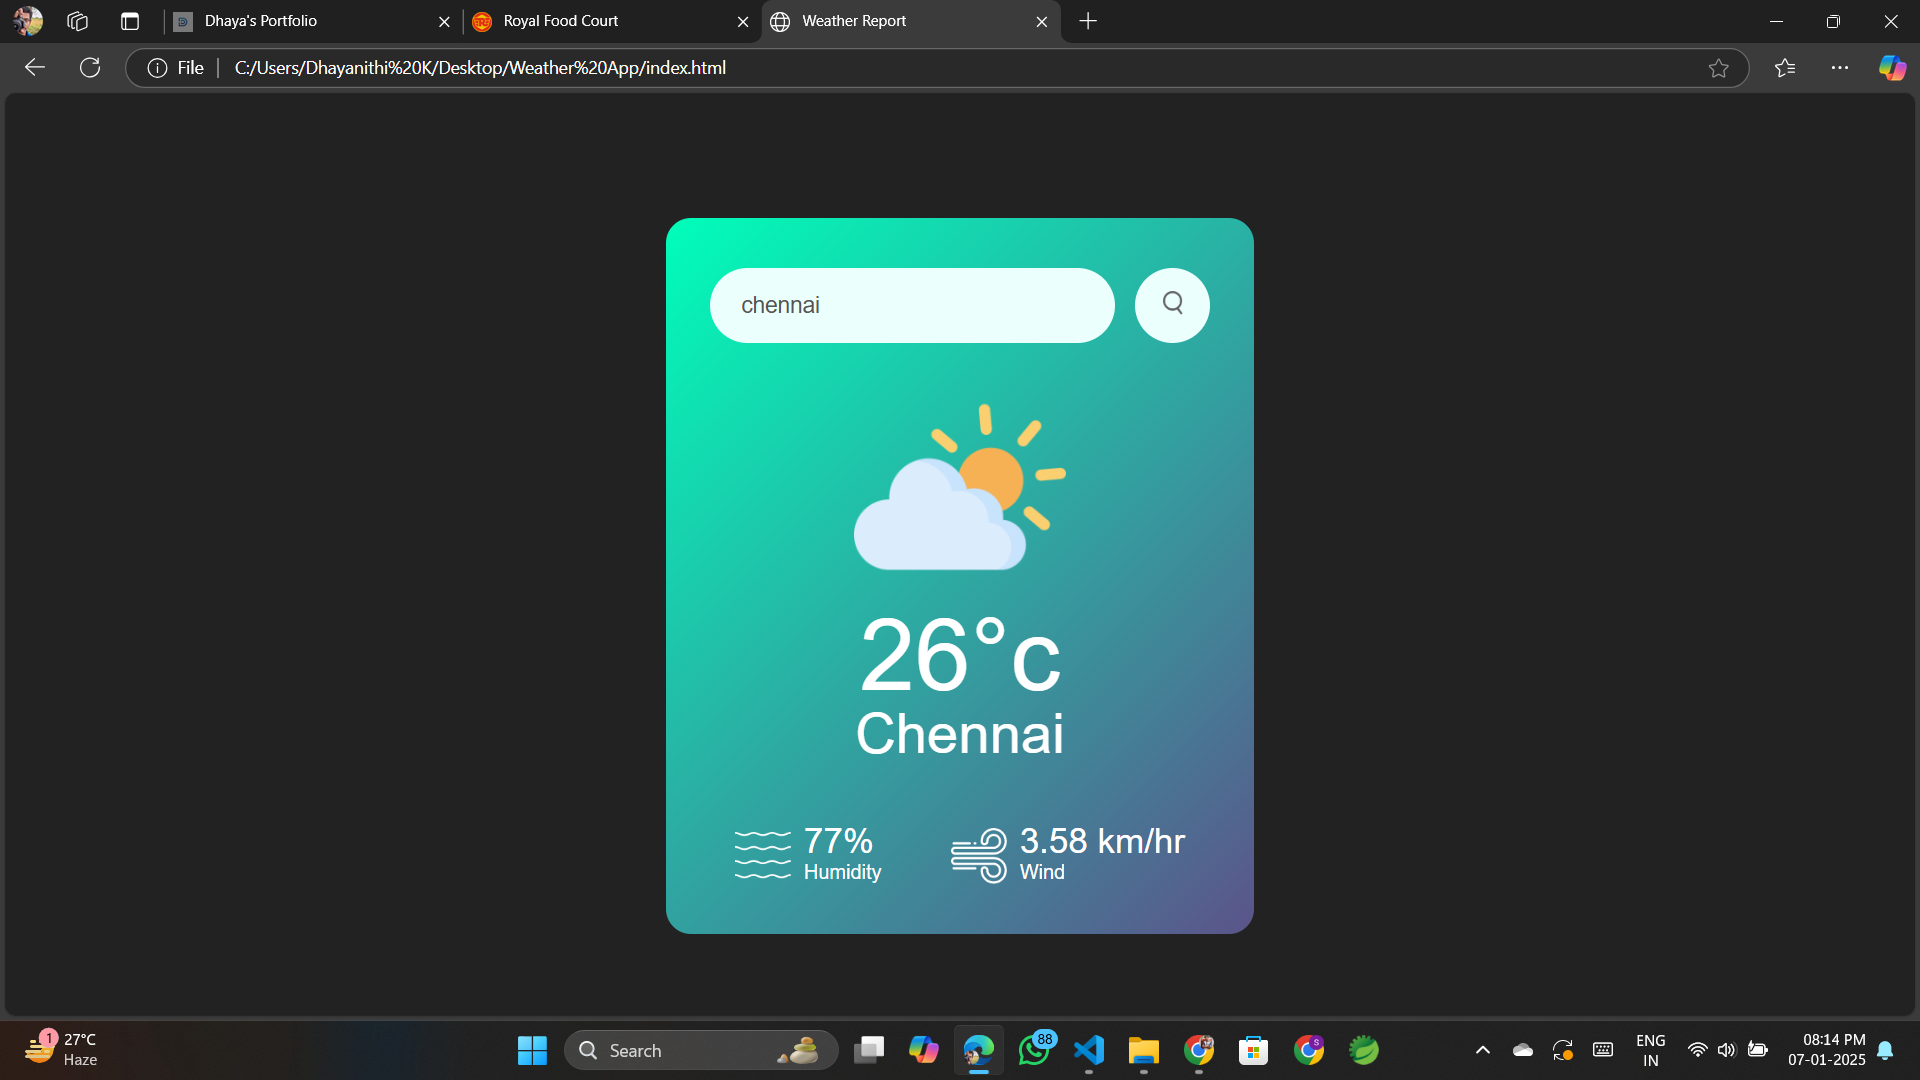 Dhaya's Portfolio
Royal Food Court
Weather Report
File
C:/Users/Dhayanithi%20K/Desktop/Weather%20App/index.html
chennai
26°c
Chennai
77%
Humidity
3.58 km/hr
Wind
1
27°C
Haze
Search
88
S
ENG
IN
08:14 PM
07-01-2025